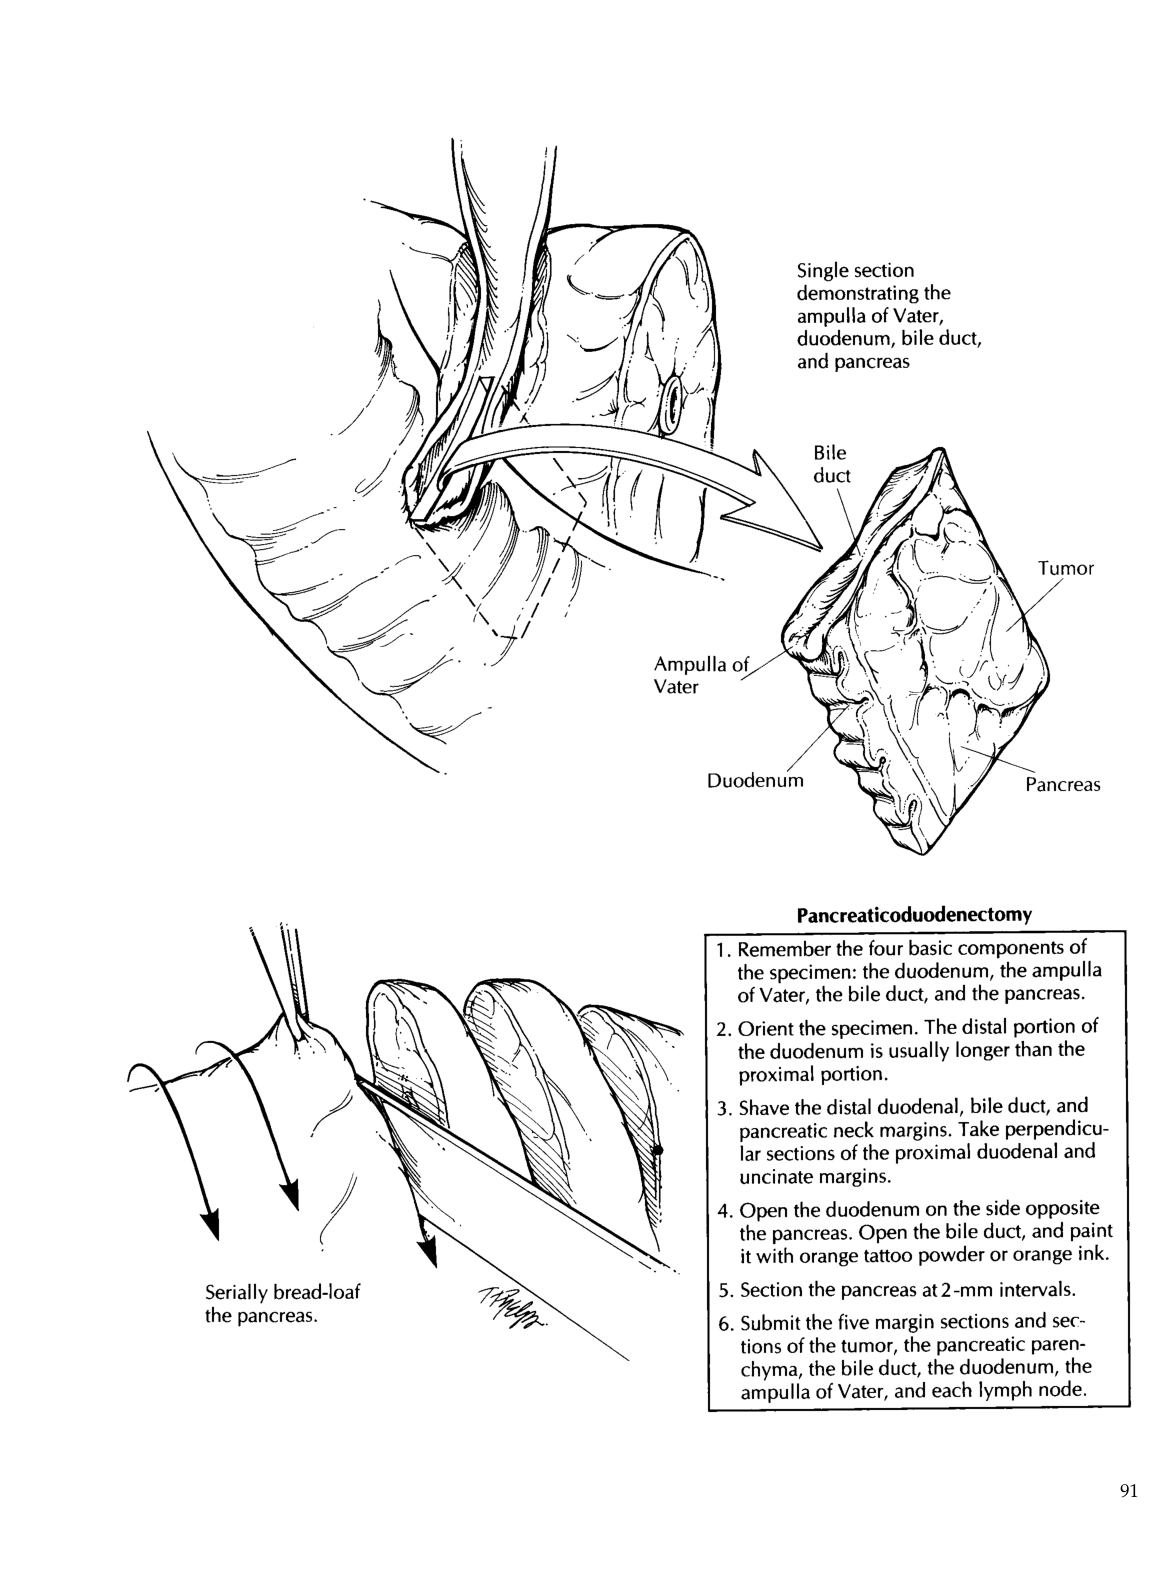 Single section
demonstrating the
ampulla of Vater,
duodenum, bile duct,
and pancreas
Bile
duct
Tumor
Ampulla of
Vater
Duodenum
Pancreas
Serially bread-loaf
the pancreas.
Pancreaticoduodenectomy
1. Remember the four basic components of
the specimen: the duodenum, the ampulla
of Vater, the bile duct, and the pancreas.
2. Orient the specimen. The distal portion of
the duodenum is usually longer than the
proximal portion.
3. Shave the distal duodenal, bile duct, and
pancreatic neck margins. Take perpendicu-
lar sections of the proximal duodenal and
uncinate margins.
4. Open the duodenum on the side opposite
the pancreas. Open the bile duct, and paint
it with orange tattoo powder or orange ink.
5. Section the pancreas at 2-mm intervals.
6. Submit the five margin sections and sec-
tions of the tumor, the pancreatic paren-
chyma, the bile duct, the duodenum, the
ampulla of Vater, and each lymph node.
91